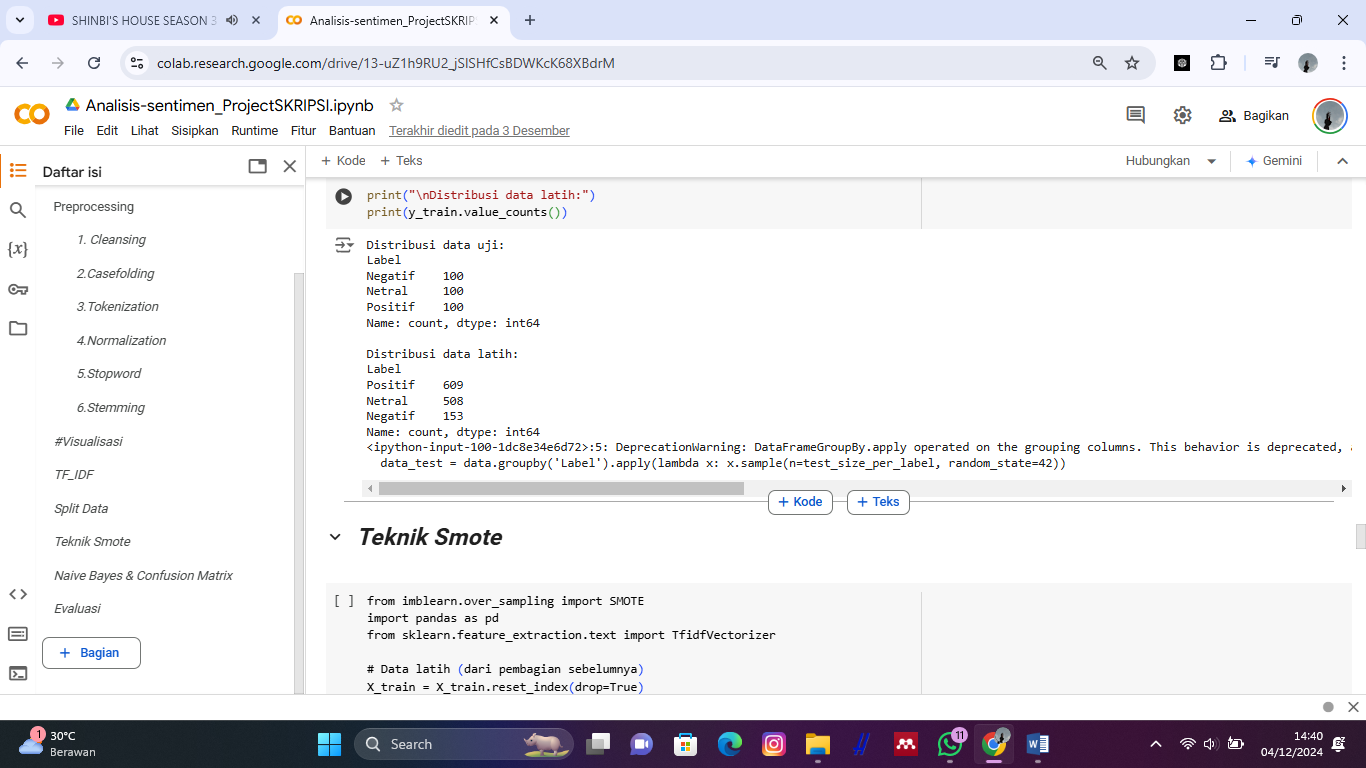 SHINBI'S HOUSE SEASON 3
Analisis-sentimen_ProjectSKRIP
colab.research.google.com/drive/13-uZ1h9RU2_jSlSHfCsBDWKcK68XBdrM
Analisis-sentimen_ProjectSKRIPSI.ipynb
File Edit Lihat Sisipkan Runtime Fitur Bantuan Terakhir diedit pada 3 Desember
Bagikan
Daftar isi
+ Kode + Teks
Hubungkan
Gemini
Preprocessing
1. Cleansing
2.Casefolding
3.Tokenization
4.Normalization
5.Stopword
6.Stemming
#Visualisasi
TF_IDF
Split Data
Teknik Smote
Naive Bayes & Confusion Matrix
Evaluasi
+ Bagian
print("\nDistribusi data latih:")
print(y_train.value_counts())
Distribusi data uji:
Label
Negatif 100
Netral 100
Positif 100
Name: count, dtype: int64
Distribusi data latih:
Label
Positif 609
Netral 508
Negatif 153
Name: count, dtype: int64
<ipython-input-100-1dc8e34e6d72>:5: DeprecationWarning: DataFrameGroupBy.apply operated on the grouping columns. This behavior is deprecated,
data_test = data.groupby('Label').apply(lambda x: x.sample(n=test_size_per_label, random_state=42))
+ Kode + Teks
Teknik Smote
[ ] from imblearn.over_sampling import SMOTE
import pandas as pd
from sklearn.feature_extraction.text import TfidfVectorizer
# Data latih (dari pembagian sebelumnya)
X_train = X_train.reset_index(drop=True)
1
30°C
Berawan
Search
11
14:40
04/12/2024